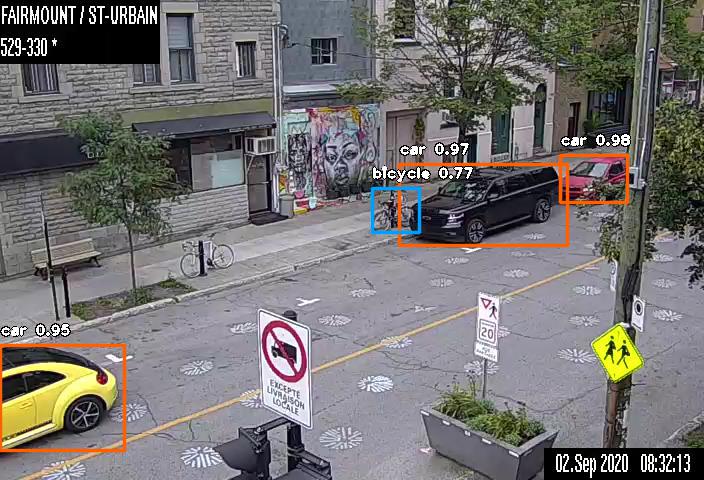 FAIRMOUNT / ST-URBAIN
529-330 *
car 0.97
car 0.98
bicycle 0.77
car 0.95
20
EXCEPTÉ
LIVRAISON
LOCALE
02.Sep 2020 08:32:13